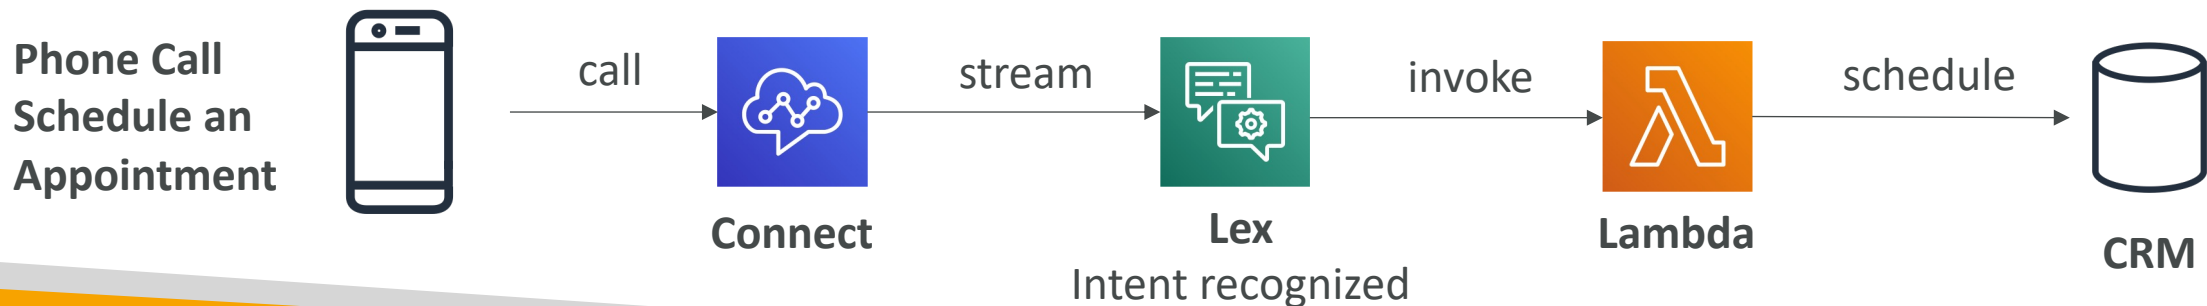 Phone Call
Schedule an
Appointment
call
stream
invoke
schedule
Connect
Lex
Intent recognized
Lambda
CRM